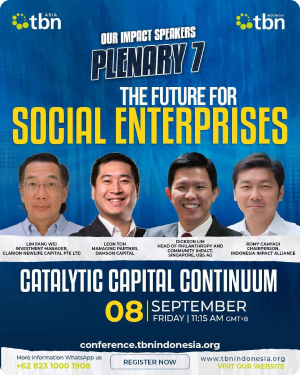 ASIA
tbn
INDONESIA
tbn
OUR IMPACT SPEAKERS
PLENARY 7
THE FUTURE FOR
SOCIAL ENTERPRISES
LIM FANG WEI
INVESTMENT MANAGER,
CLARION NEWLIFE CAPITAL PTE LTD
LEON TOH
MANAGING PARTNER,
DAMSON CAPITAL
DICKSON LIM
HEAD OF PHILANTHROPY AND
COMMUNITY IMPACT,
SINGAPORE, UBS AG
ROMY CAHYADI
CHAIRPERSON,
INDONESIA IMPACT ALLIANCE
CATALYTIC CAPITAL CONTINUUM
08 SEPTEMBER
FRIDAY | 11:15 AM GMT+8
conference.tbnindonesia.org
More Information WhatsApp us
+62 823 1000 1908
REGISTER NOW
www.tbnindonesia.org
VISIT OUR WEBSITE